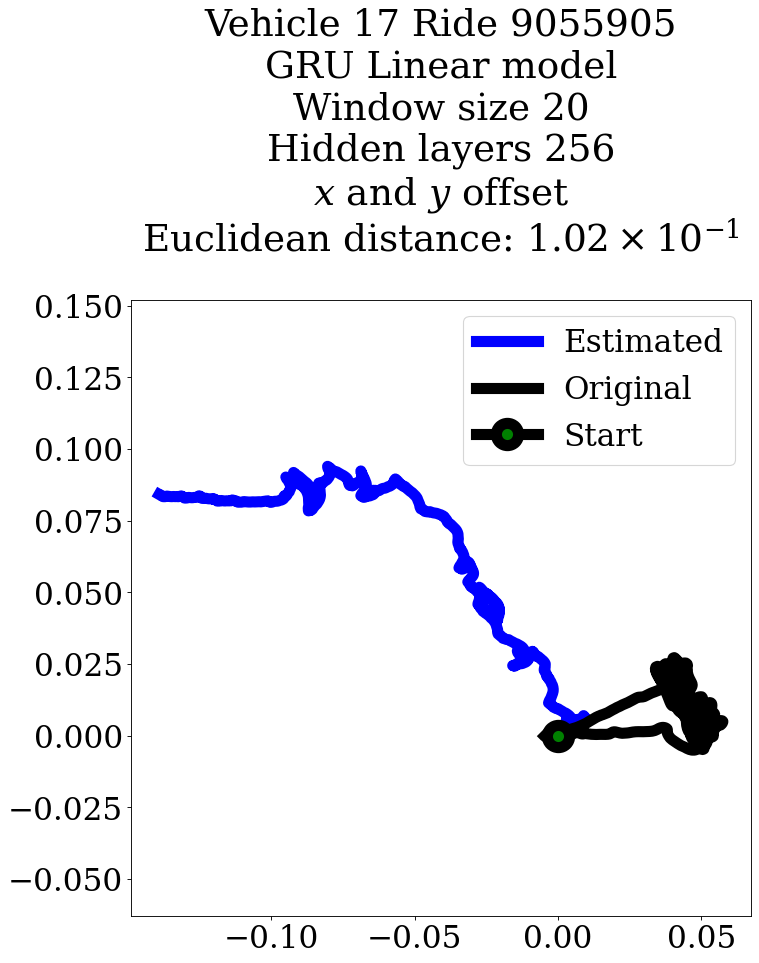 Vehicle 17 Ride 9055905
GRU Linear model
Window size 20
Hidden layers 256
x and y offset
Euclidean distance: 1.02 × 10⁻¹
0.150
0.125
0.100
0.075
0.050
0.025
0.000
−0.025
−0.050
Estimated
Original
Start
−0.10
−0.05
0.00
0.05